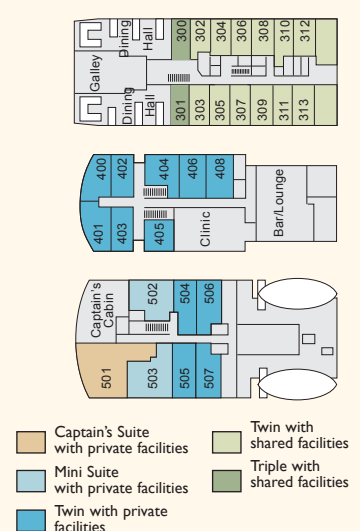 Dining
Hall
300
302
304
306
308
310
312
Galley
Dining
Hall
301
303
305
307
309
311
313
400
402
404
406
408
401
403
405
Clinic
Bar/Lounge
Captain's
Cabin
502
504
506
501
503
505
507
Captain's Suite
with private facilities
Mini Suite
with private facilities
Twin with private
facilities
Twin with
shared facilities
Triple with
shared facilities